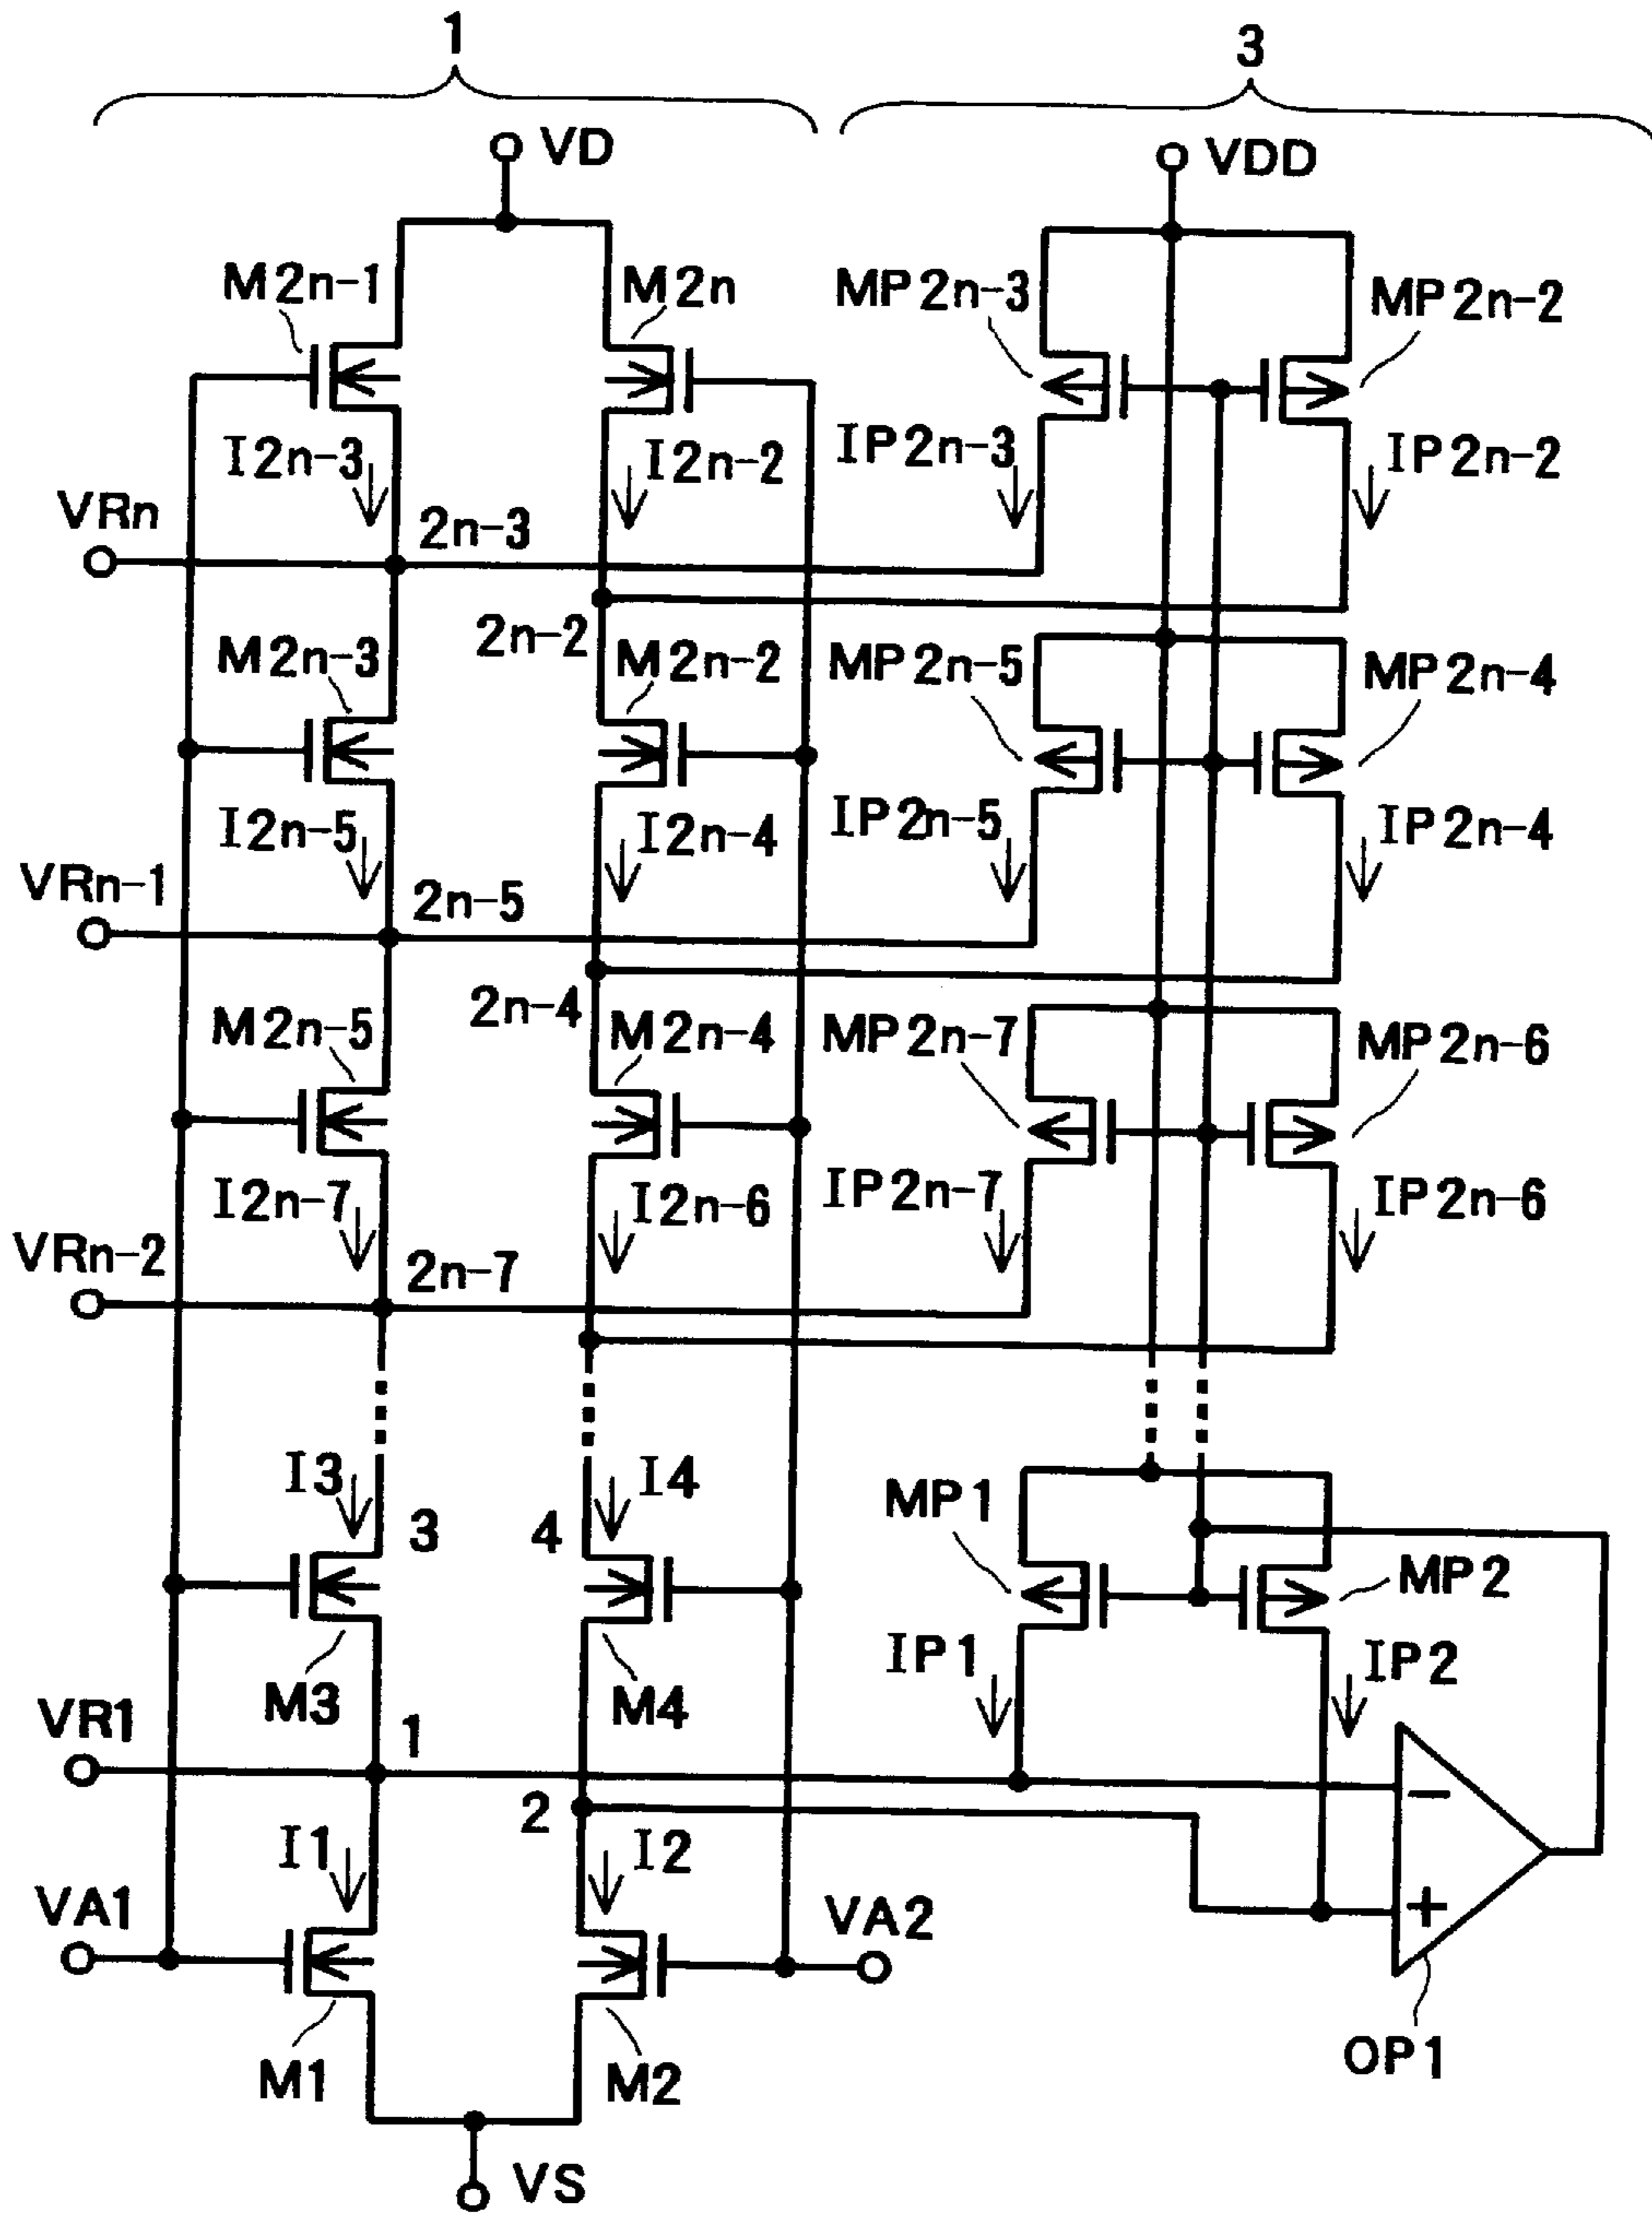 1
3
VD
VDD
M2n-1
M2n
MP2n-3
MP2n-2
I2n-3
I2n-2
IP2n-3
IP2n-2
VRn
2n-3
2n-2
M2n-3
M2n-2
MP2n-5
MP2n-4
I2n-5
I2n-4
IP2n-5
IP2n-4
VRn-1
2n-5
2n-4
M2n-5
M2n-4
MP2n-7
MP2n-6
I2n-7
I2n-6
IP2n-7
IP2n-6
VRn-2
2n-7
I3
I4
MP1
3
4
MP2
M3
M4
IP1
IP2
VR1
1
2
−
I1
I2
VA1
VA2
+
M1
M2
OP1
VS